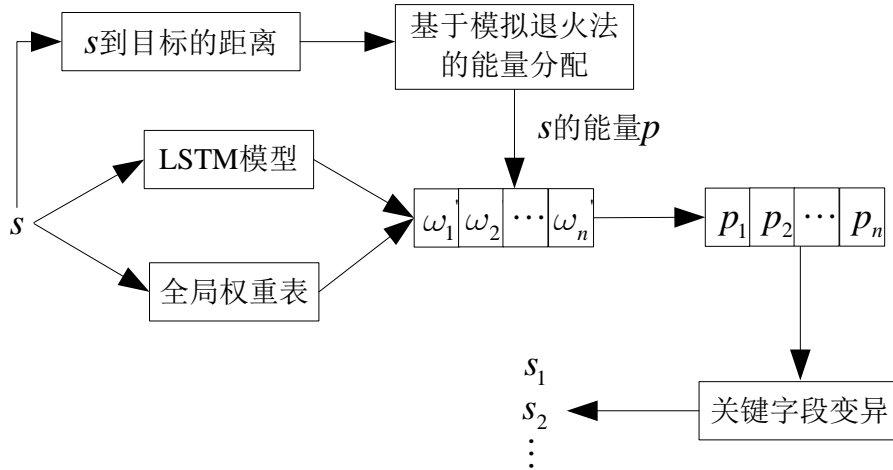 s到目标的距离
基于模拟退火法
的能量分配
s的能量p
LSTM模型
s
ω₁' ω₂' ⋯ ωₙ'
p₁ p₂ ⋯ pₙ
全局权重表
s₁
s₂
⋮
关键字段变异